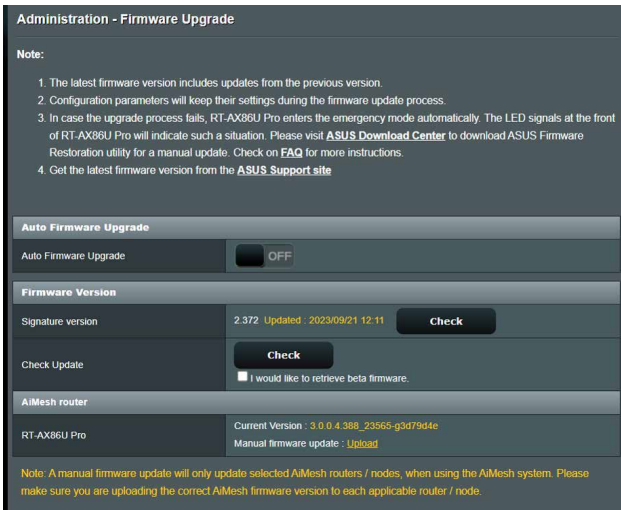 Administration - Firmware Upgrade
Note:
1. The latest firmware version includes updates from the previous version.
2. Configuration parameters will keep their settings during the firmware update process.
3. In case the upgrade process fails, RT-AX86U Pro enters the emergency mode automatically. The LED signals at the front
of RT-AX86U Pro will indicate such a situation. Please visit ASUS Download Center to download ASUS Firmware
Restoration utility for a manual update. Check on FAQ for more instructions.
4. Get the latest firmware version from the ASUS Support site
Auto Firmware Upgrade
Auto Firmware Upgrade OFF
Firmware Version
Signature version 2.372 Updated : 2023/09/21 12:11 Check
Check Update Check
I would like to retrieve beta firmware.
AiMesh router
RT-AX86U Pro Current Version : 3.0.0.4.388_23565-g3d79d4e
Manual firmware update : Upload
Note: A manual firmware update will only update selected AiMesh routers / nodes, when using the AiMesh system. Please
make sure you are uploading the correct AiMesh firmware version to each applicable router / node.